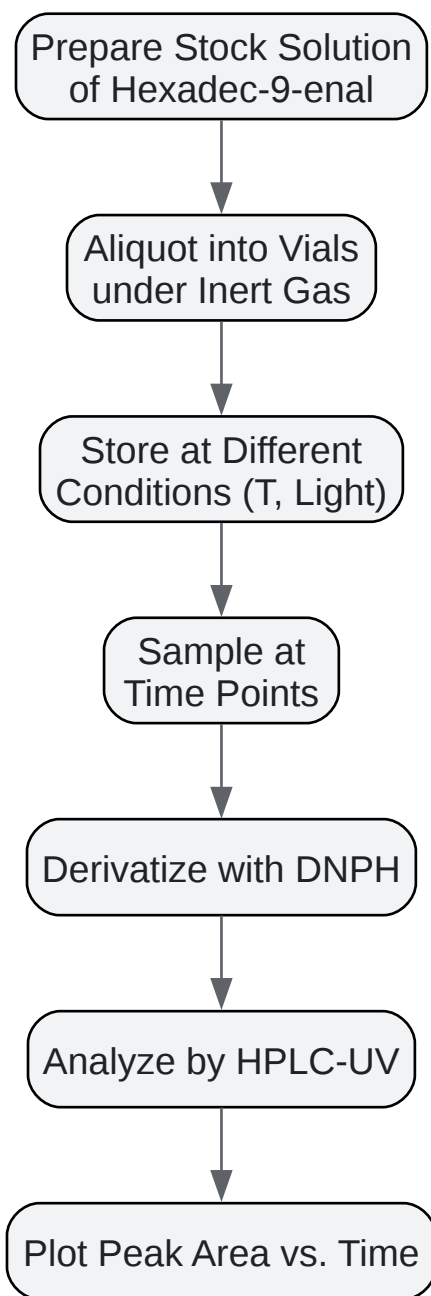 Prepare Stock Solution
of Hexadec-9-enal
Aliquot into Vials
under Inert Gas
Store at Different
Conditions (T, Light)
Sample at
Time Points
Derivatize with DNPH
Analyze by HPLC-UV
Plot Peak Area vs. Time